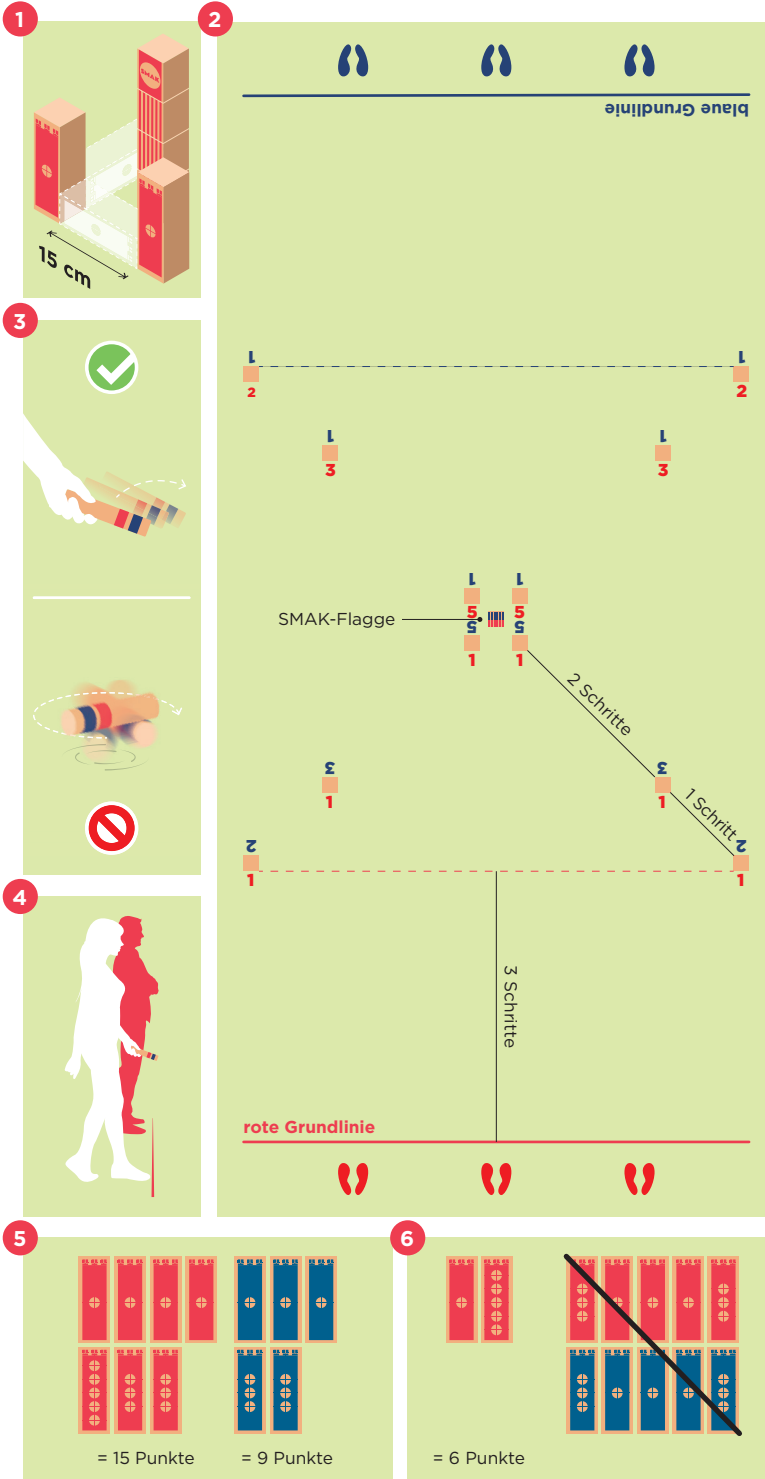 1
SMAK
15 cm
2
blaue Grundlinie
1 1
2 2
1 1
3 3
1 1
5 5
SMAK-Flagge
5 5
1 1
2 Schritte
3 3
1 1
1 Schritt
2 2
1 1
3 Schritte
rote Grundlinie
3
4
5
= 15 Punkte = 9 Punkte
6
= 6 Punkte